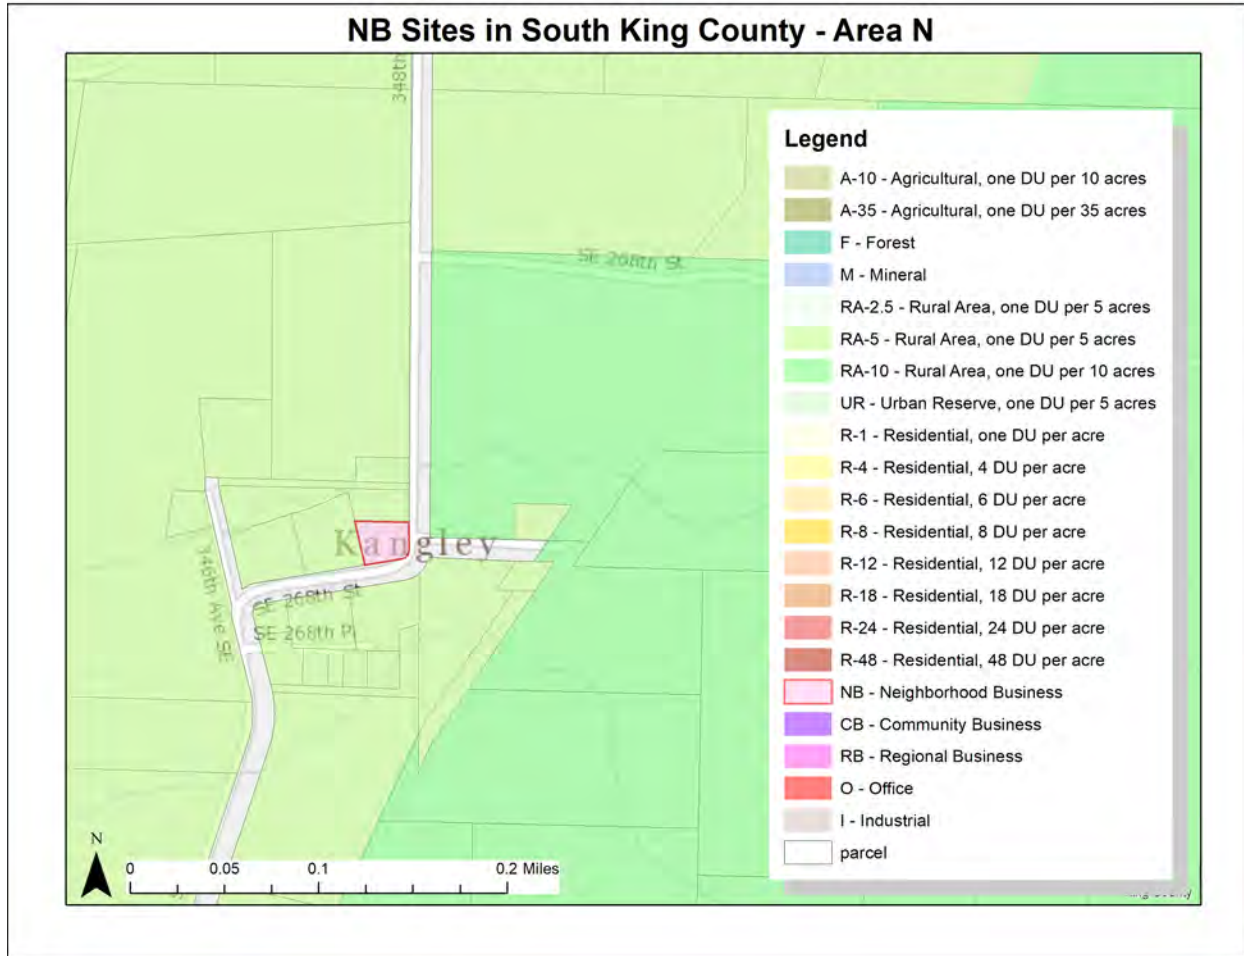 NB Sites in South King County - Area N
348th
Legend
A-10 - Agricultural, one DU per 10 acres
A-35 - Agricultural, one DU per 35 acres
F - Forest
M - Mineral
RA-2.5 - Rural Area, one DU per 5 acres
RA-5 - Rural Area, one DU per 5 acres
RA-10 - Rural Area, one DU per 10 acres
UR - Urban Reserve, one DU per 5 acres
R-1 - Residential, one DU per acre
R-4 - Residential, 4 DU per acre
R-6 - Residential, 6 DU per acre
R-8 - Residential, 8 DU per acre
R-12 - Residential, 12 DU per acre
R-18 - Residential, 18 DU per acre
R-24 - Residential, 24 DU per acre
R-48 - Residential, 48 DU per acre
NB - Neighborhood Business
CB - Community Business
RB - Regional Business
O - Office
I - Industrial
parcel
SE 268th St
Kangley
346th Ave SE
SE 268th St
SE 268th Pl
N
0 0.05 0.1 0.2 Miles
King County